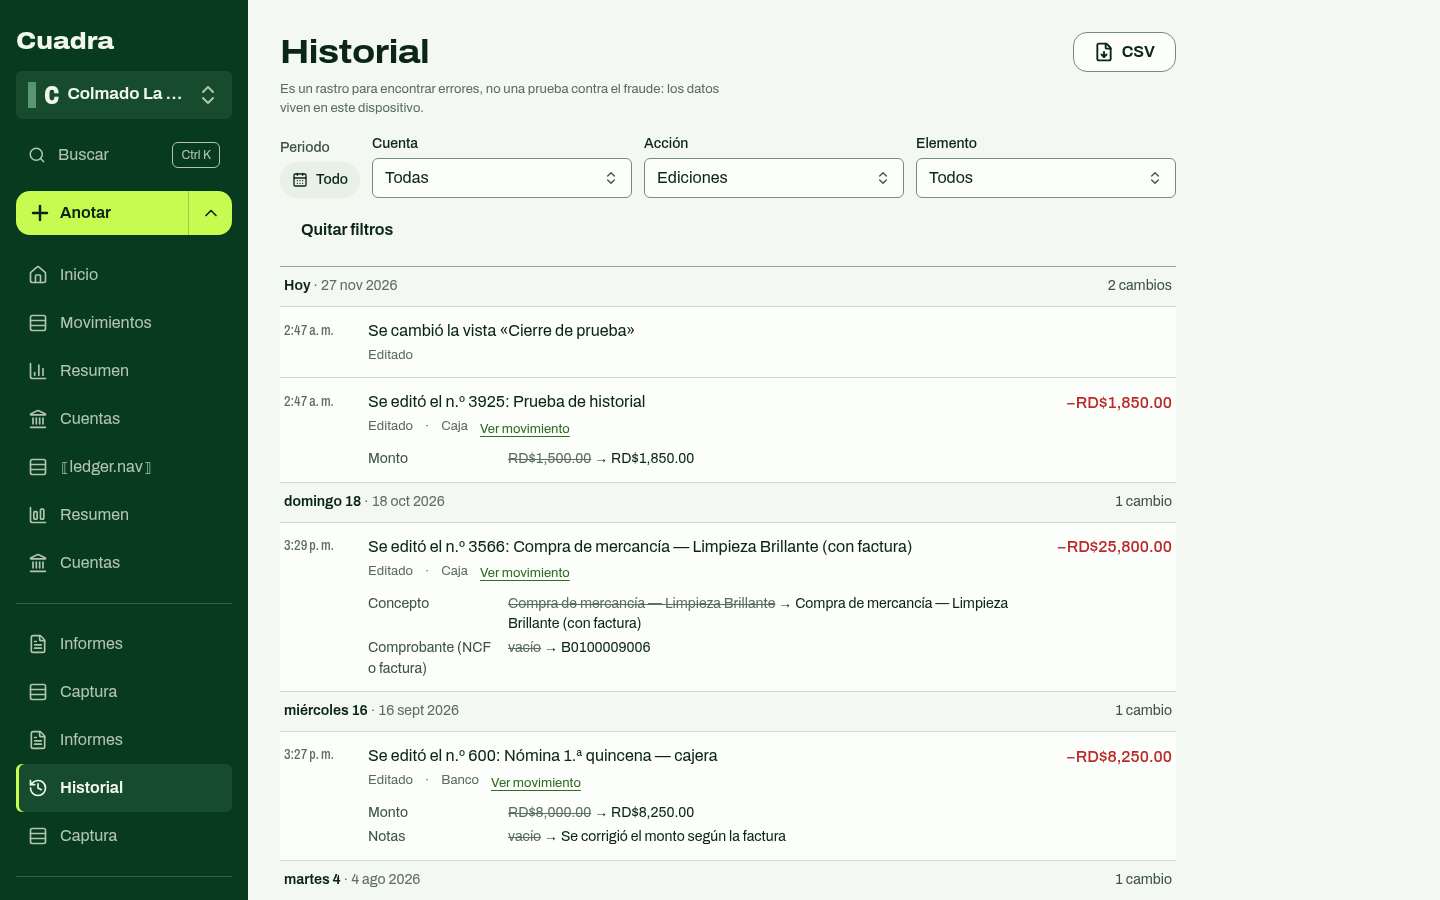 Cuadra
C Colmado La ...
Buscar Ctrl K
Anotar
Inicio
Movimientos
Resumen
Cuentas
⟦ledger.nav⟧
Resumen
Cuentas
Informes
Captura
Informes
Historial
Captura
Historial
CSV
Es un rastro para encontrar errores, no una prueba contra el fraude: los datos
viven en este dispositivo.
Periodo Cuenta Acción Elemento
Todo Todas Ediciones Todos
Quitar filtros
Hoy · 27 nov 2026 2 cambios
2:47 a. m. Se cambió la vista «Cierre de prueba»
Editado
2:47 a. m. Se editó el n.º 3925: Prueba de historial –RD$1,850.00
Editado · Caja Ver movimiento
Monto RD$1,500.00 → RD$1,850.00
domingo 18 · 18 oct 2026 1 cambio
3:29 p. m. Se editó el n.º 3566: Compra de mercancía — Limpieza Brillante (con factura) –RD$25,800.00
Editado · Caja Ver movimiento
Concepto Compra de mercancía — Limpieza Brillante → Compra de mercancía — Limpieza
Brillante (con factura)
Comprobante (NCF vacío → B0100009006
o factura)
miércoles 16 · 16 sept 2026 1 cambio
3:27 p. m. Se editó el n.º 600: Nómina 1.ª quincena — cajera –RD$8,250.00
Editado · Banco Ver movimiento
Monto RD$8,000.00 → RD$8,250.00
Notas vacío → Se corrigió el monto según la factura
martes 4 · 4 ago 2026 1 cambio